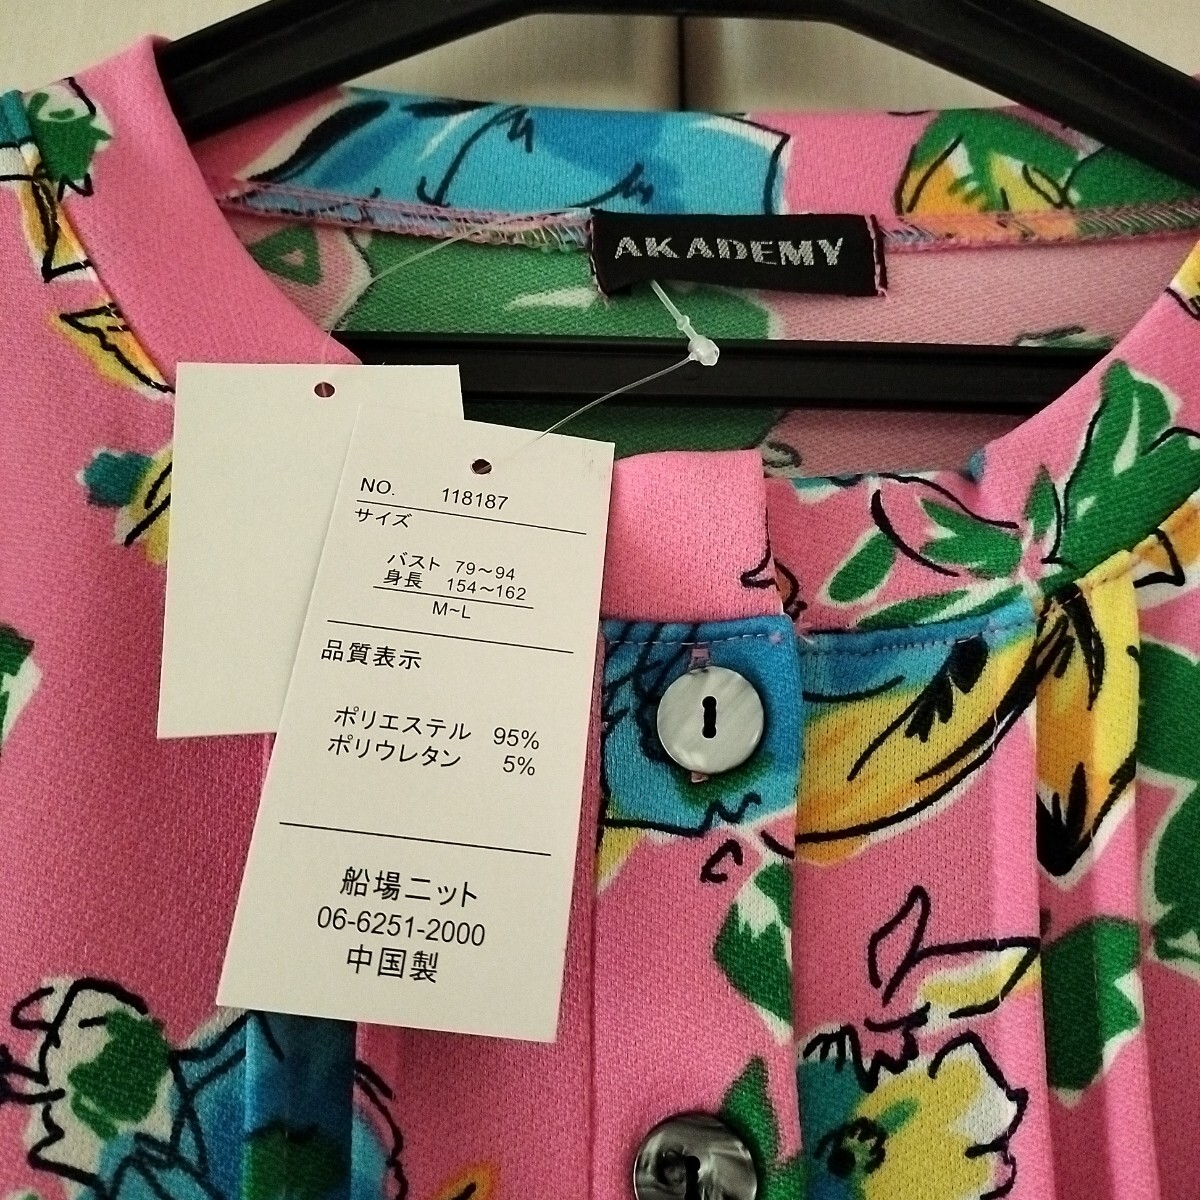 AKADEMY
NO. 118187
サイズ
バスト 79〜94
身長 154〜162
M~L
品質表示
ポリエステル 95%
ポリウレタン 5%
船場ニット
06-6251-2000
中国製